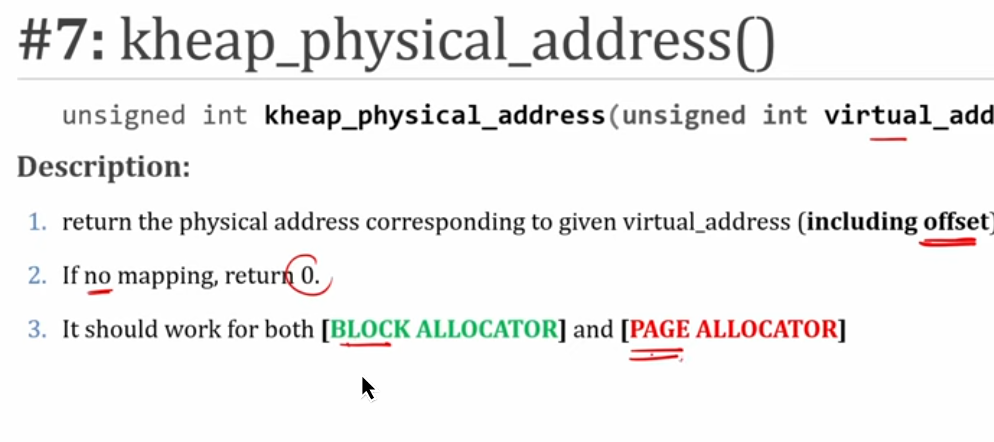 #7: kheap_physical_address()
unsigned int kheap_physical_address(unsigned int virtual_add
Description:
1. return the physical address corresponding to given virtual_address (including offset)
2. If no mapping, return 0.
3. It should work for both [BLOCK ALLOCATOR] and [PAGE ALLOCATOR]